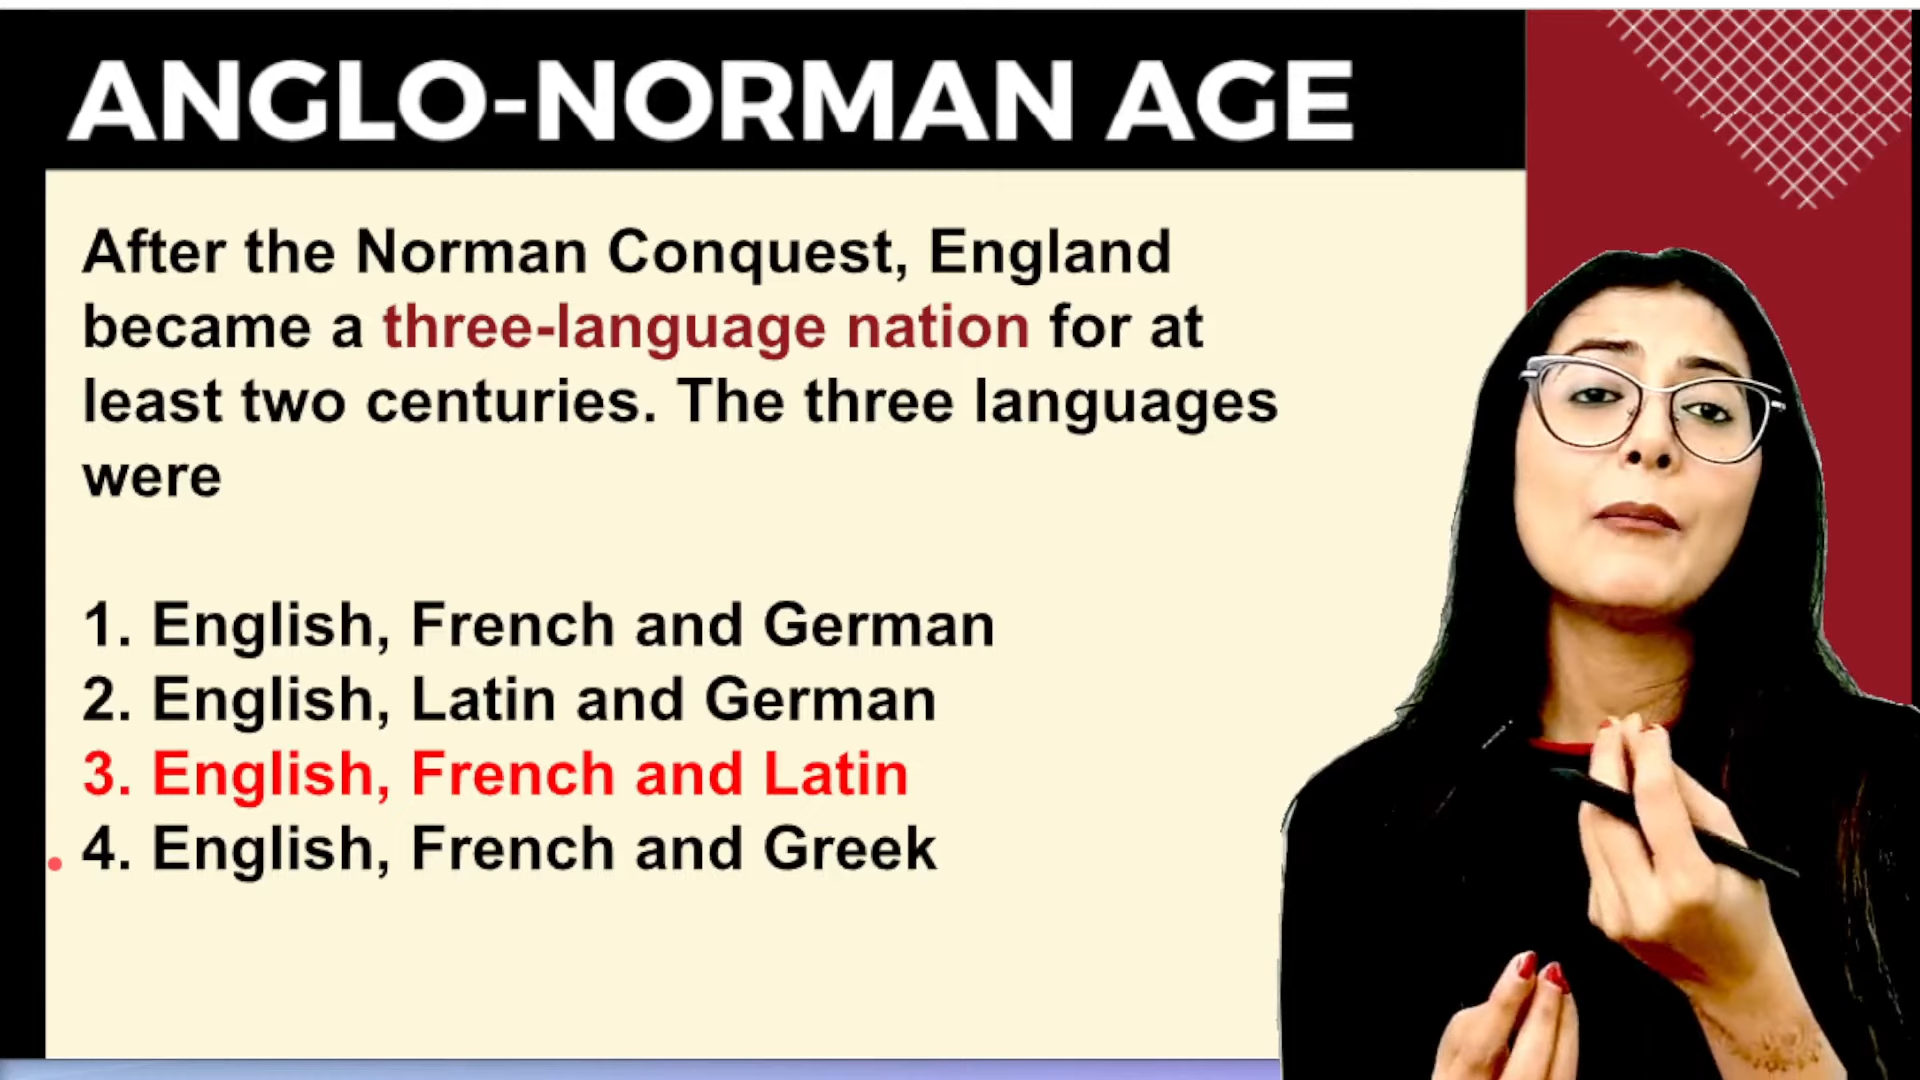 ANGLO-NORMAN AGE
After the Norman Conquest, England
became a three-language nation for at
least two centuries. The three languages
were
1. English, French and German
2. English, Latin and German
3. English, French and Latin
4. English, French and Greek